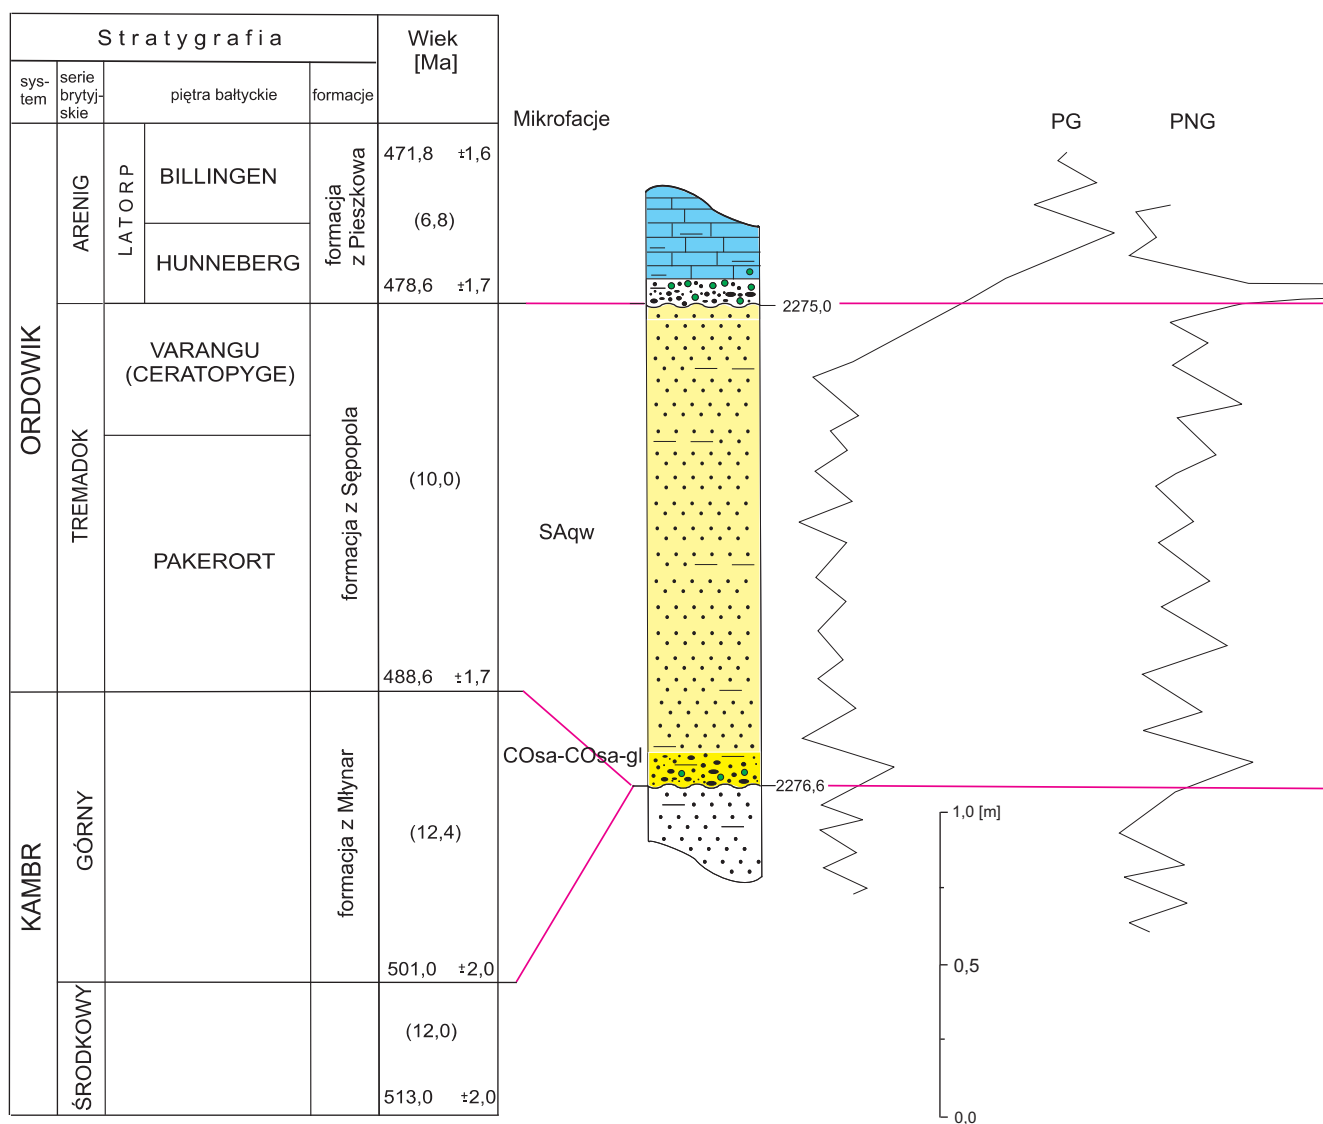 Stratygrafia
Wiek
[Ma]
sys-
tem
serie
brytyj-
skie
piętra bałtyckie
formacje
Mikrofacje
PG
PNG
ORDOWIK
ARENIG
LATORP
BILLINGEN
HUNNEBERG
formacja
z Pieszkowa
471,8 ±1,6
(6,8)
478,6 ±1,7
2275,0
TREMADOK
VARANGU
(CERATOPYGE)
PAKERORT
formacja z Sępopola
(10,0)
488,6 ±1,7
SAqw
COsa-COsa-gl
2276,6
KAMBR
GÓRNY
formacja z Młynar
(12,4)
501,0 ±2,0
ŚRODKOWY
(12,0)
513,0 ±2,0
1,0 [m]
0,5
0,0